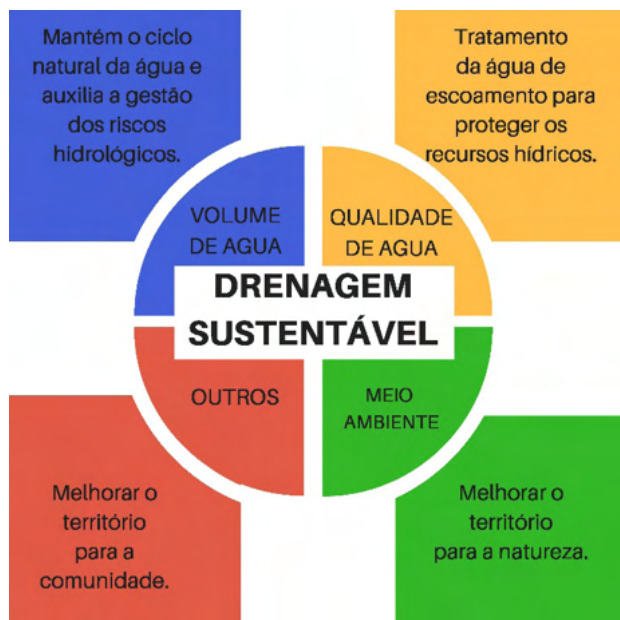 Mantém o ciclo
natural da água e
auxilia a gestão
dos riscos
hidrológicos.
Tratamento
da água de
escoamento para
proteger os
recursos hídricos.
VOLUME
DE AGUA
QUALIDADE
DE AGUA
DRENAGEM
SUSTENTÁVEL
OUTROS
MEIO
AMBIENTE
Melhorar o
território
para a
comunidade.
Melhorar o
território
para a natureza.